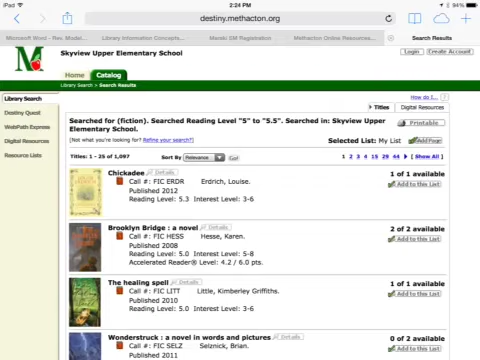 iPad
2:24 PM
94%
destiny.methacton.org
Microsoft Word - Rev. Modal...
Library Information Concepts...
Meraki SM Registration
Methacton Online Resources...
Search Results
M
Skyview Upper Elementary School
Login
Create Account
Home
Catalog
Library Search > Search Results
Library Search
Destiny Quest
WebPath Express
Digital Resources
Resource Lists
How do I...
?
Titles
Digital Resources
Searched for (fiction). Searched Reading Level "5" to "5.5". Searched in: Skyview Upper Elementary School.
Printable
[Not what you're looking for? Refine your search?]
Selected List: My List
Add Page
Titles: 1 - 25 of 1,097
Sort By
Relevance
Go!
1 2 3 4 15 29 44
[ Show All ]
Chickadee
Details
1 of 1 available
Call #: FIC ERDR
Erdrich, Louise.
Add to this List
Published 2012
Reading Level: 5.3 Interest Level: 3-6
Brooklyn Bridge : a novel
Details
2 of 2 available
Call #: FIC HESS
Hesse, Karen.
Add to this List
Published 2008
Reading Level: 5.0 Interest Level: 5-8
Accelerated Reader® Level: 4.2 / 6.0 pts.
The healing spell
Details
1 of 1 available
Call #: FIC LITT
Little, Kimberley Griffiths.
Add to this List
Published 2010
Reading Level: 5.0 Interest Level: 3-6
Wonderstruck : a novel in words and pictures
Details
0 of 2 available
Call #: FIC SELZ
Selznick, Brian.
Add to this List
Published 2011